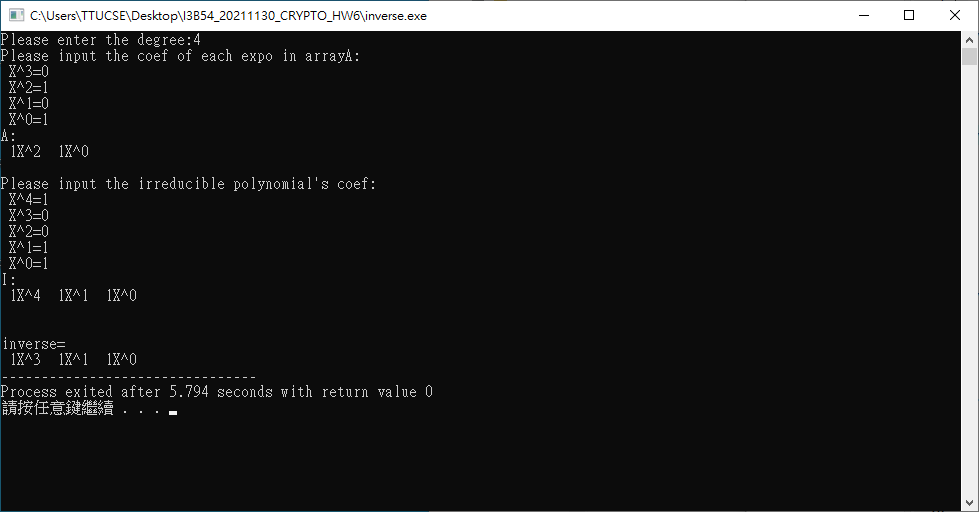 C:\Users\TTUCSE\Desktop\I3B54_20211130_CRYPTO_HW6\inverse.exe
Please enter the degree:4
Please input the coef of each expo in arrayA:
X^3=0
X^2=1
X^1=0
X^0=1
A:
1X^2  1X^0
Please input the irreducible polynomial's coef:
X^4=1
X^3=0
X^2=0
X^1=1
X^0=1
I:
1X^4  1X^1  1X^0
inverse=
1X^3  1X^1  1X^0
--------------------------------
Process exited after 5.794 seconds with return value 0
請按任意鍵繼續 . . .